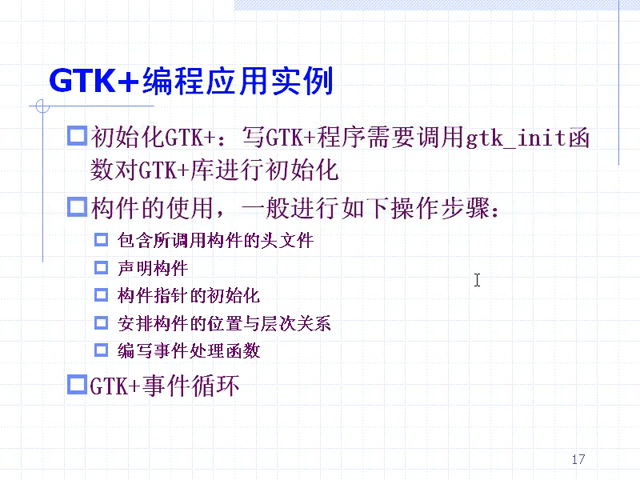 GTK+编程应用实例
初始化GTK+：写GTK+程序需要调用gtk_init函
数对GTK+库进行初始化
构件的使用，一般进行如下操作步骤：
包含所调用构件的头文件
声明构件
构件指针的初始化
安排构件的位置与层次关系
编写事件处理函数
GTK+事件循环
17